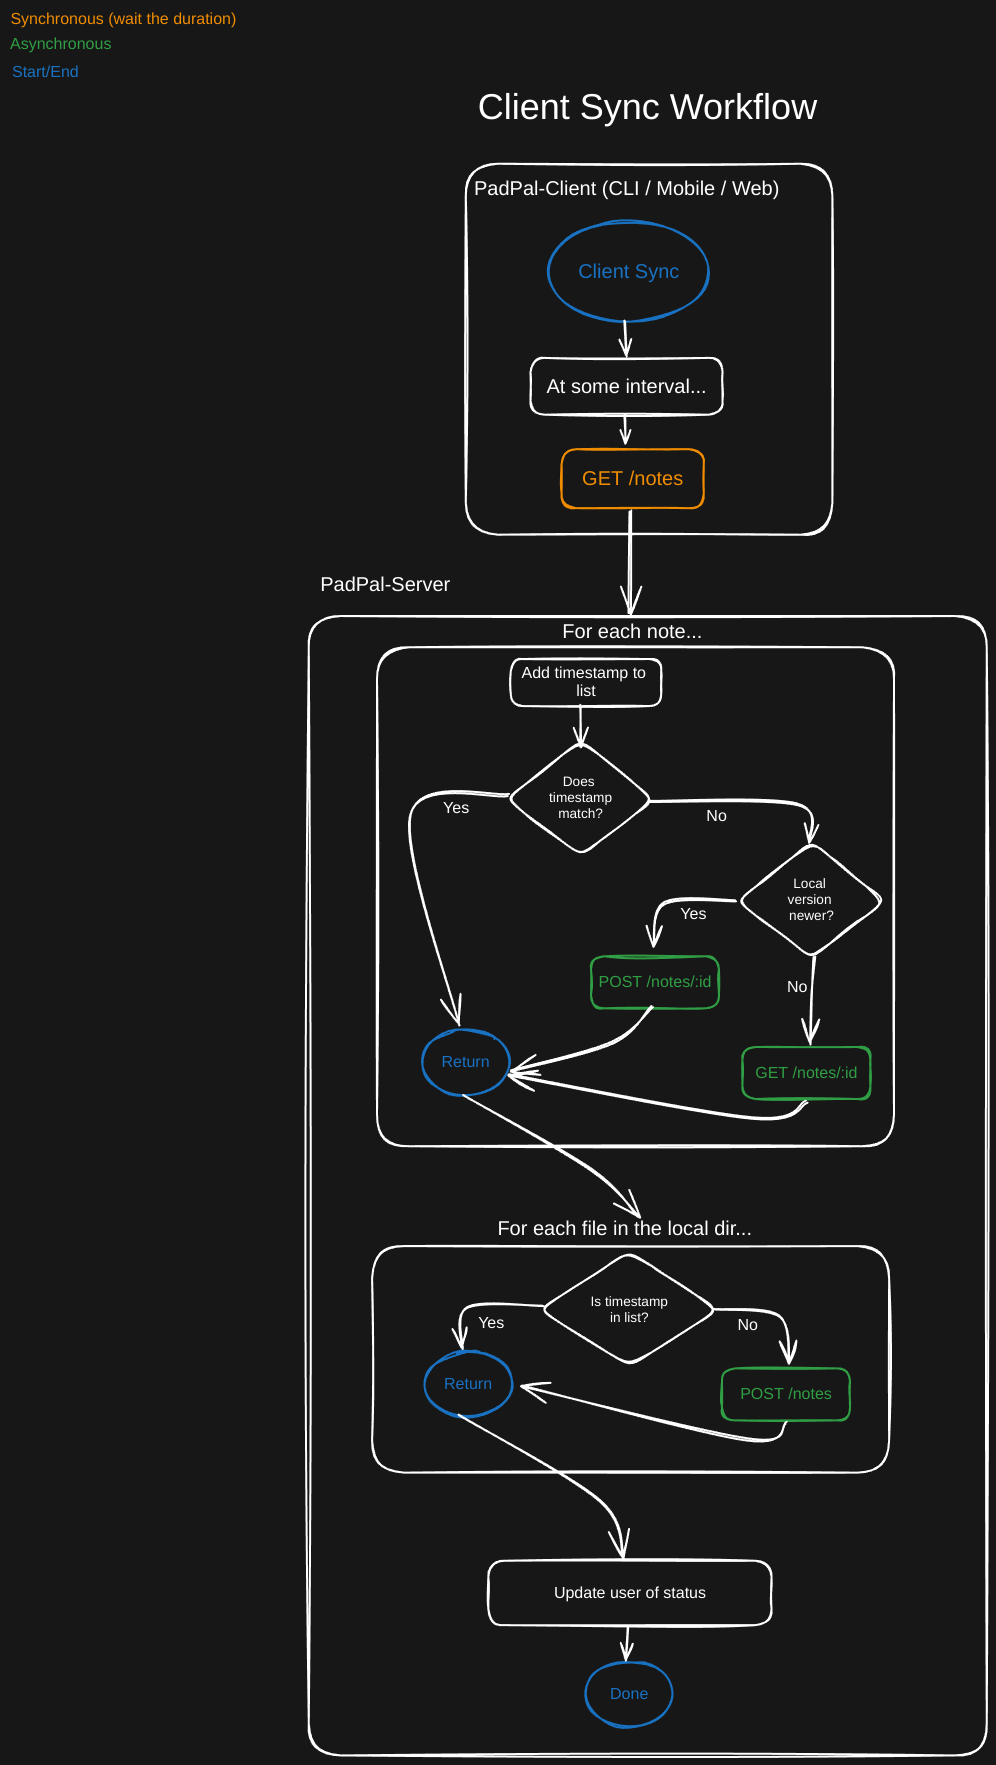 Synchronous (wait the duration)
Asynchronous
Start/End
Client Sync Workflow
PadPal-Client (CLI / Mobile / Web)
Client Sync
At some interval...
GET /notes
PadPal-Server
For each note...
Add timestamp to
list
Does
timestamp
match?
Yes
No
Local
version
newer?
Yes
POST /notes/:id
No
Return
GET /notes/:id
For each file in the local dir...
Is timestamp
in list?
Yes
No
Return
POST /notes
Update user of status
Done